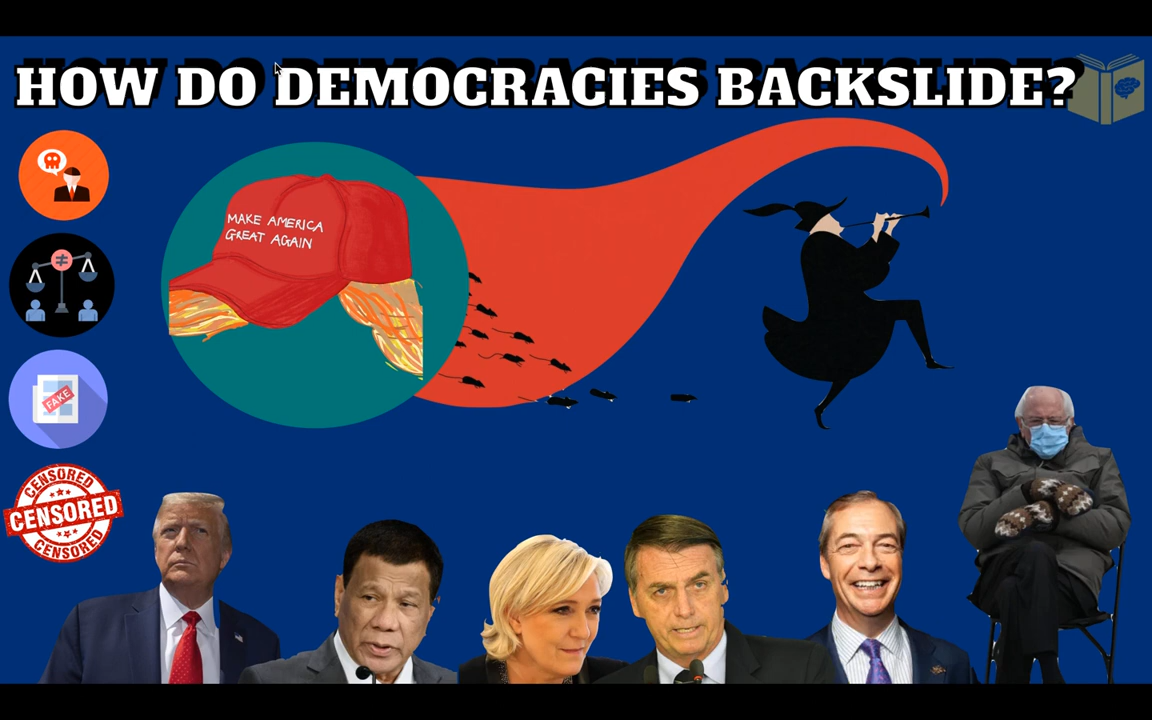 HOW DO DEMOCRACIES BACKSLIDE?
MAKE AMERICA
GREAT AGAIN
FAKE
CENSORED
CENSORED
CENSORED